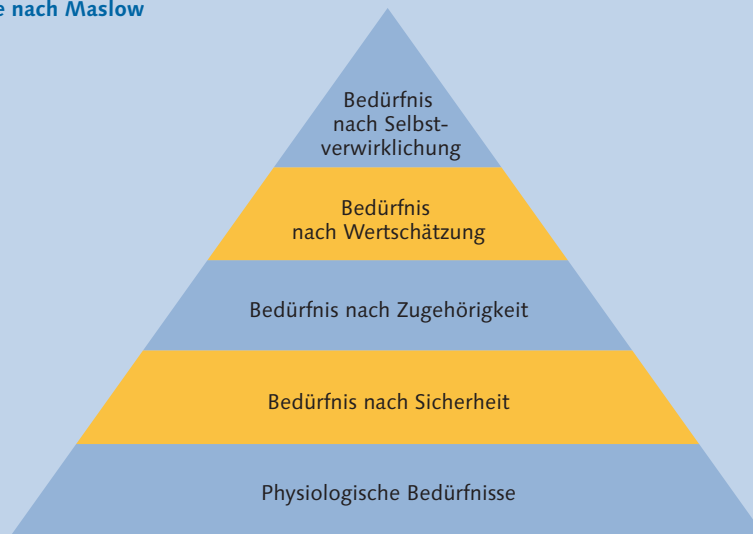 e nach Maslow
Bedürfnis
nach Selbst-
verwirklichung
Bedürfnis
nach Wertschätzung
Bedürfnis nach Zugehörigkeit
Bedürfnis nach Sicherheit
Physiologische Bedürfnisse